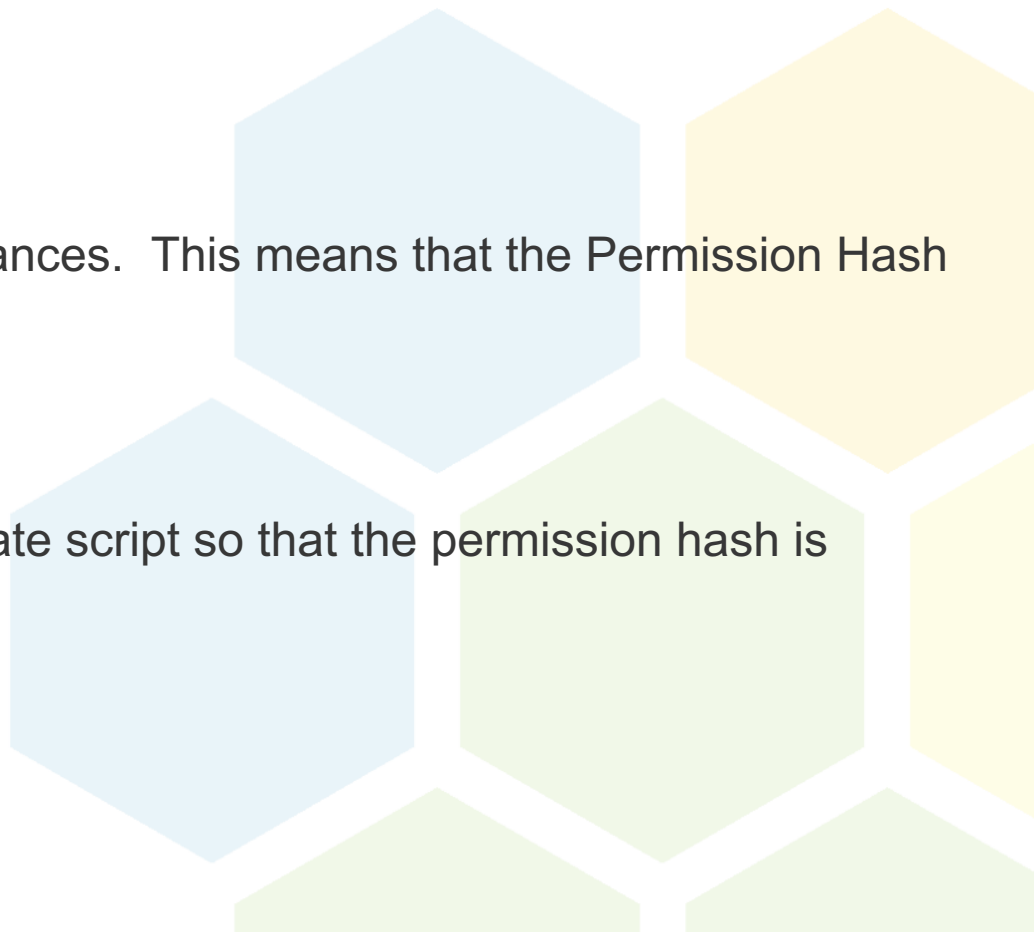 ances.  This means that the Permission Hash
ate script so that the permission hash is